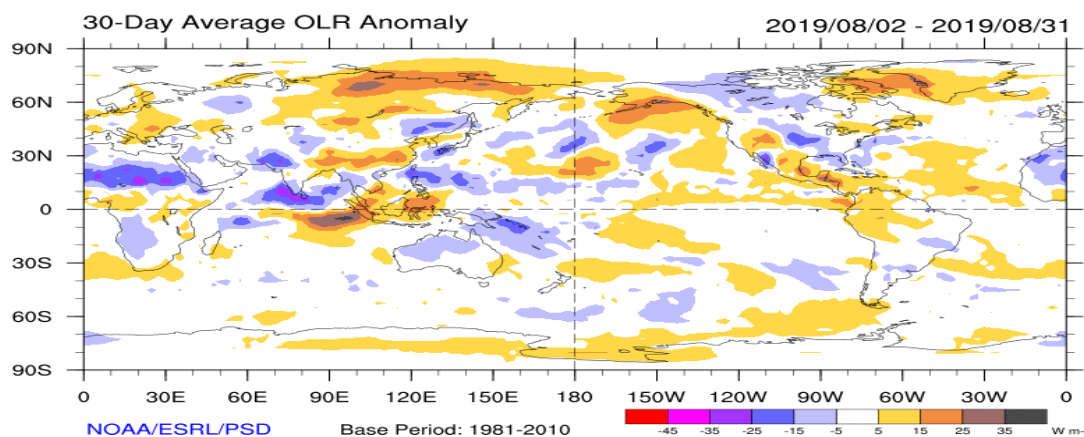 30-Day Average OLR Anomaly 2019/08/02 - 2019/08/31
90N
60N
30N
0
30S
60S
90S
0 30E 60E 90E 120E 150E 180 150W 120W 90W 60W 30W 0
NOAA/ESRL/PSD Base Period: 1981-2010
-45 -35 -25 -15 -5 5 15 25 35 W m-